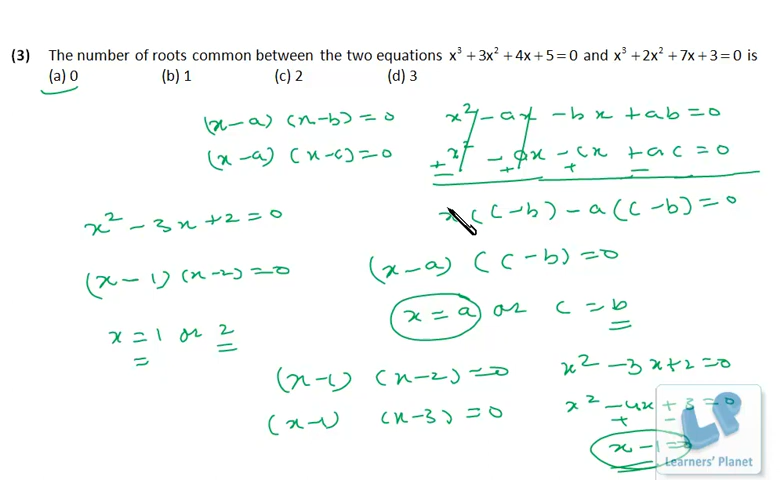 (3) The number of roots common between the two equations x³ + 3x² + 4x + 5 = 0 and x³ + 2x² + 7x + 3 = 0 is
(a) 0 (b) 1 (c) 2 (d) 3
(x-a) (x-b) = 0
(x-a) (x-c) = 0
x² - ax - bx + ab = 0
x² - ax - cx + ac = 0
+ +
x (c-b) - a (c-b) = 0
x² - 3x + 2 = 0
(x-1) (x-2) = 0
x = 1 or 2
(x-a) (c-b) = 0
x = a or c = b
(x-1) (x-2) = 0
(x-1) (x-3) = 0
x² - 3x + 2 = 0
x² - 4x + 3 = 0
+ -
x - 1 =
LP
Learners' Planet